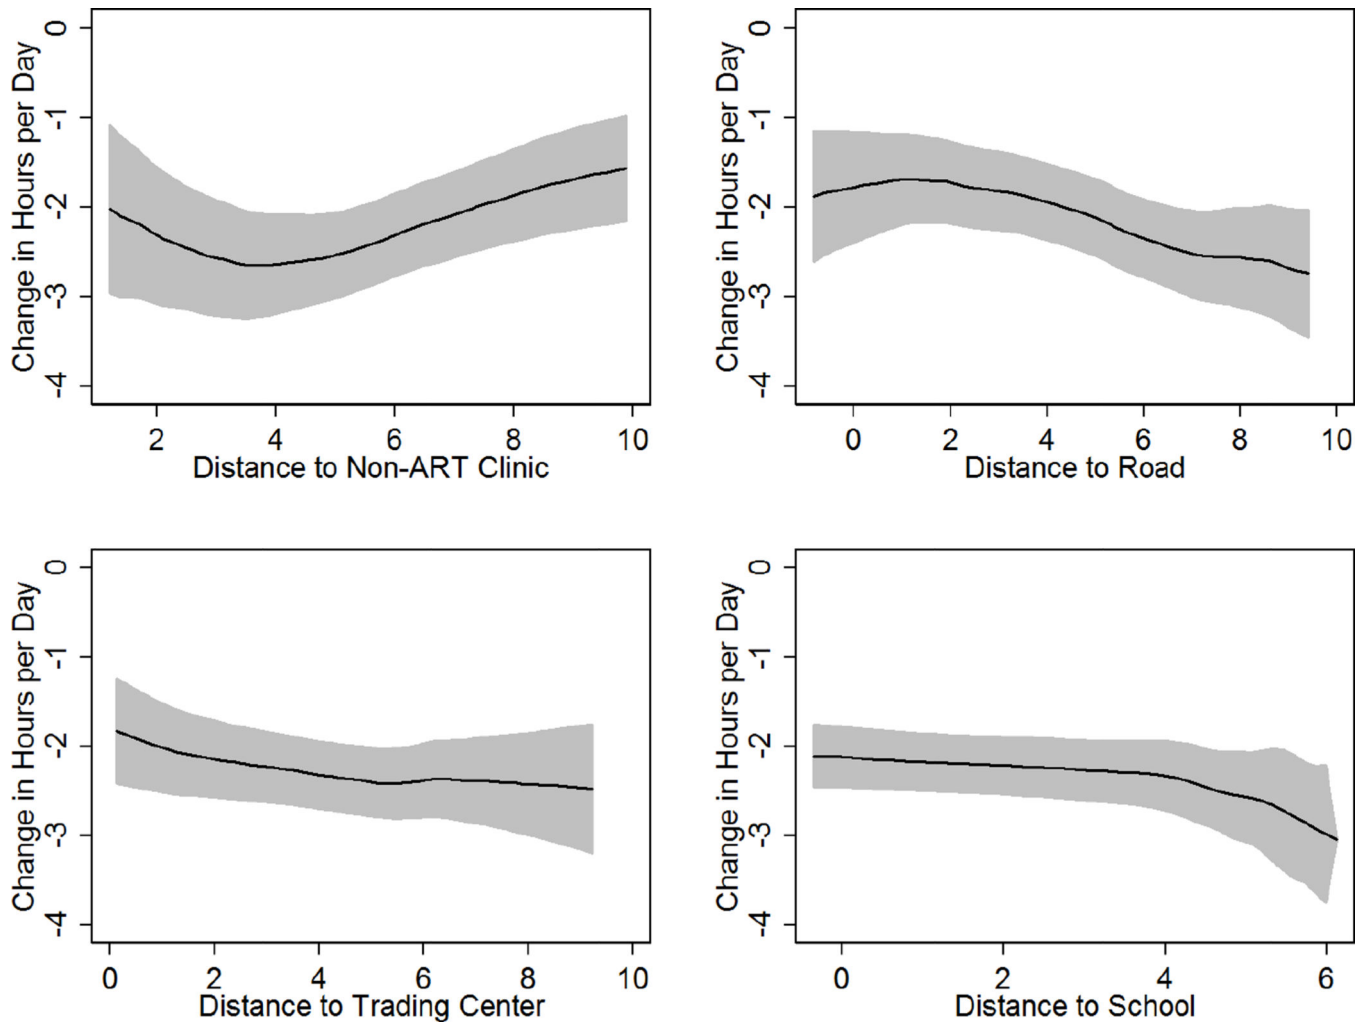 Change in Hours per Day
0
-1
-2
-3
-4
2 4 6 8 10
Distance to Non-ART Clinic
Change in Hours per Day
0
-1
-2
-3
-4
0 2 4 6 8 10
Distance to Road
Change in Hours per Day
0
-1
-2
-3
-4
0 2 4 6 8 10
Distance to Trading Center
Change in Hours per Day
0
-1
-2
-3
-4
0 2 4 6
Distance to School